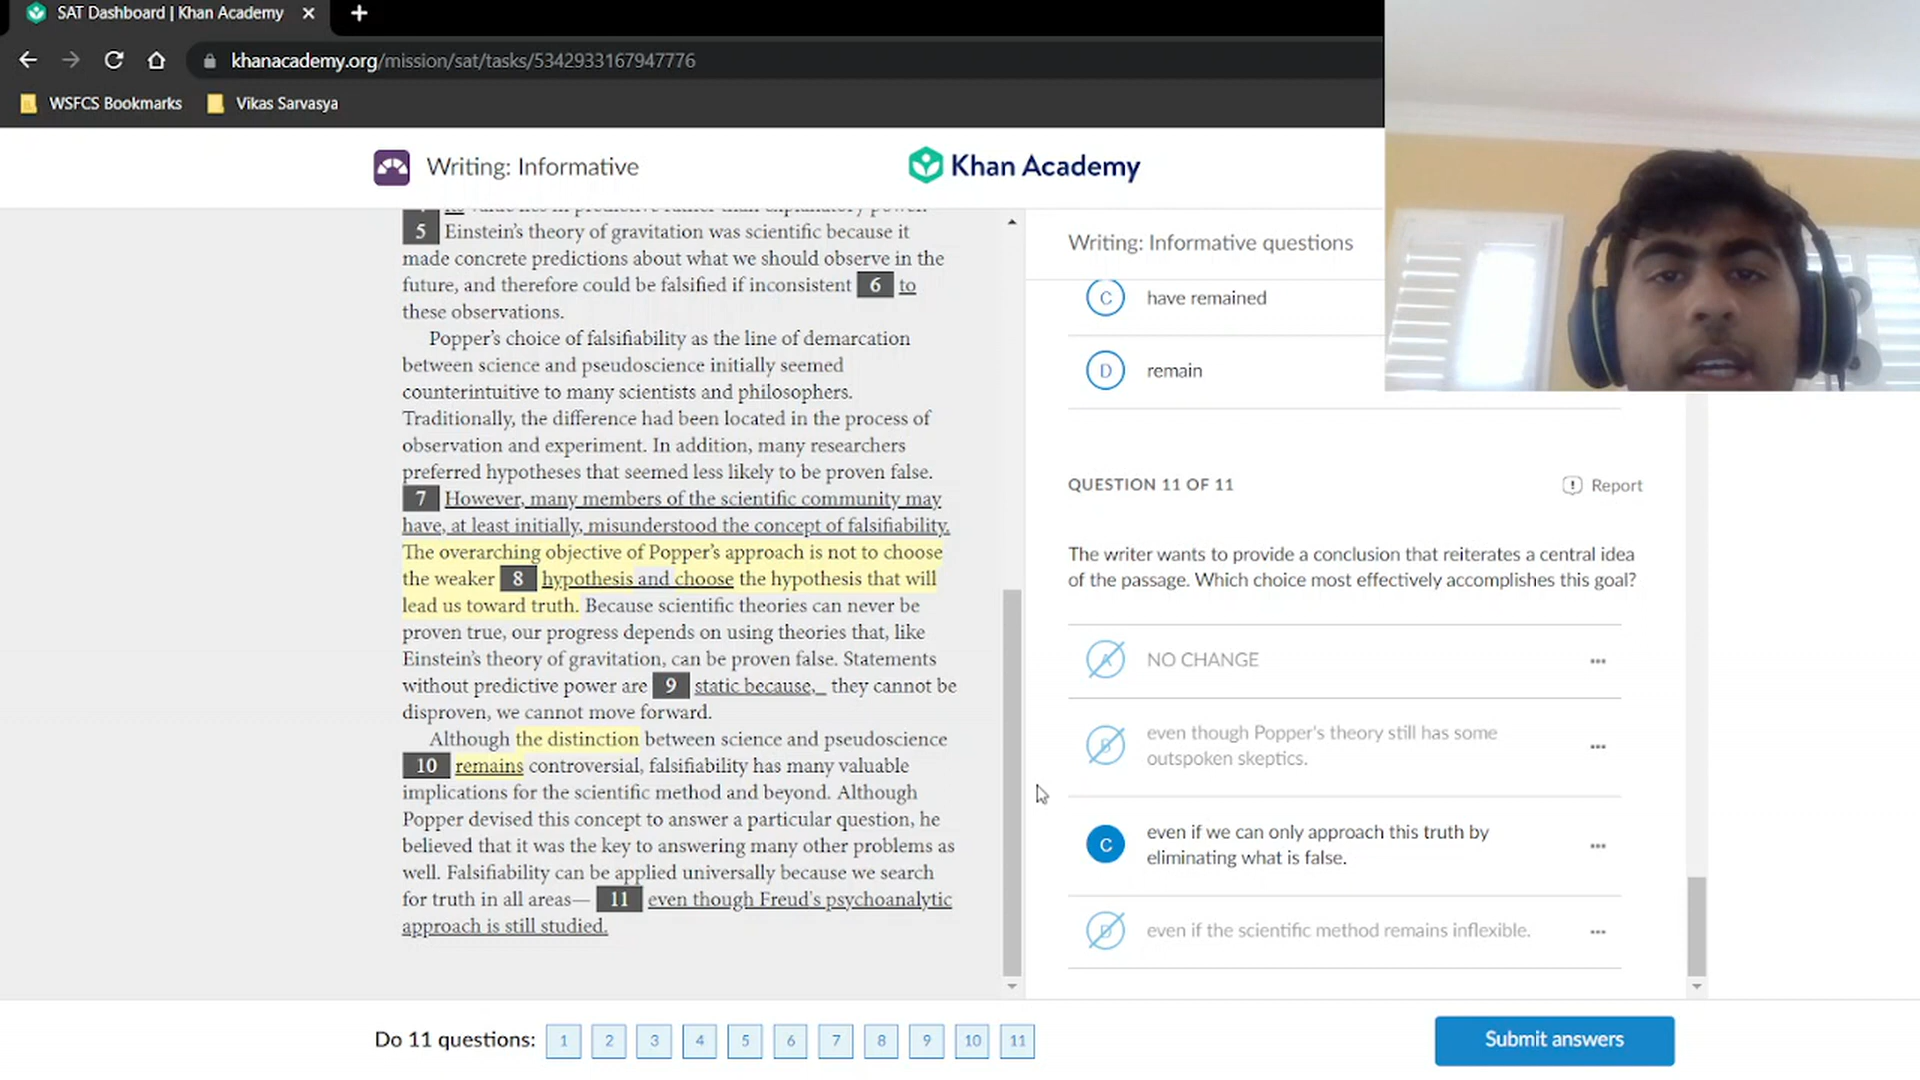 SAT Dashboard | Khan Academy
khanacademy.org/mission/sat/tasks/5342933167947776
WSFCS Bookmarks
Vikas Sarvasya
Writing: Informative
Khan Academy
5 Einstein's theory of gravitation was scientific because it
made concrete predictions about what we should observe in the
future, and therefore could be falsified if inconsistent 6 to
these observations.
Popper's choice of falsifiability as the line of demarcation
between science and pseudoscience initially seemed
counterintuitive to many scientists and philosophers.
Traditionally, the difference had been located in the process of
observation and experiment. In addition, many researchers
preferred hypotheses that seemed less likely to be proven false.
7 However, many members of the scientific community may
have, at least initially, misunderstood the concept of falsifiability.
The overarching objective of Popper's approach is not to choose
the weaker 8 hypothesis and choose the hypothesis that will
lead us toward truth. Because scientific theories can never be
proven true, our progress depends on using theories that, like
Einstein's theory of gravitation, can be proven false. Statements
without predictive power are 9 static because, they cannot be
disproven, we cannot move forward.
Although the distinction between science and pseudoscience
10 remains controversial, falsifiability has many valuable
implications for the scientific method and beyond. Although
Popper devised this concept to answer a particular question, he
believed that it was the key to answering many other problems as
well. Falsifiability can be applied universally because we search
for truth in all areas— 11 even though Freud's psychoanalytic
approach is still studied.
Writing: Informative questions
C have remained
D remain
QUESTION 11 OF 11
Report
The writer wants to provide a conclusion that reiterates a central idea
of the passage. Which choice most effectively accomplishes this goal?
A NO CHANGE
B even though Popper's theory still has some
outspoken skeptics.
C even if we can only approach this truth by
eliminating what is false.
D even if the scientific method remains inflexible.
Do 11 questions: 1 2 3 4 5 6 7 8 9 10 11
Submit answers